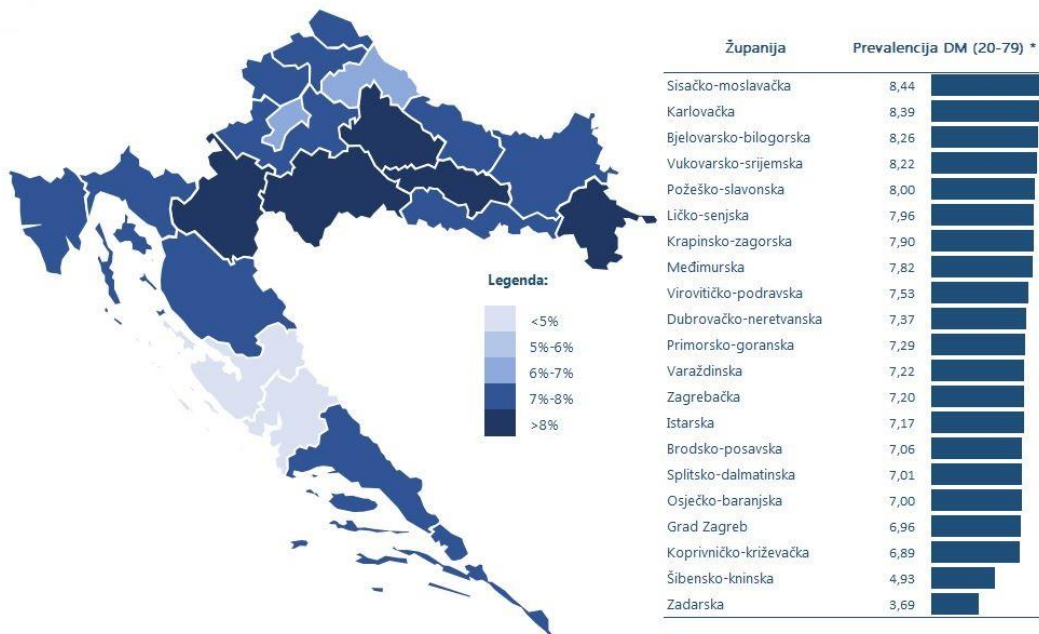 Županija Prevalencija DM (20-79) *
Sisačko-moslavačka 8,44
Karlovačka 8,39
Bjelovarsko-bilogorska 8,26
Vukovarsko-srijemska 8,22
Požeško-slavonska 8,00
Ličko-senjska 7,96
Krapinsko-zagorska 7,90
Međimurska 7,82
Virovitičko-podravska 7,53
Dubrovačko-neretvanska 7,37
Primorsko-goranska 7,29
Varaždinska 7,22
Zagrebačka 7,20
Istarska 7,17
Brodsko-posavska 7,06
Splitsko-dalmatinska 7,01
Osječko-baranjska 7,00
Grad Zagreb 6,96
Koprivničko-križevačka 6,89
Šibensko-kninska 4,93
Zadarska 3,69
Legenda:
<5%
5%-6%
6%-7%
7%-8%
>8%